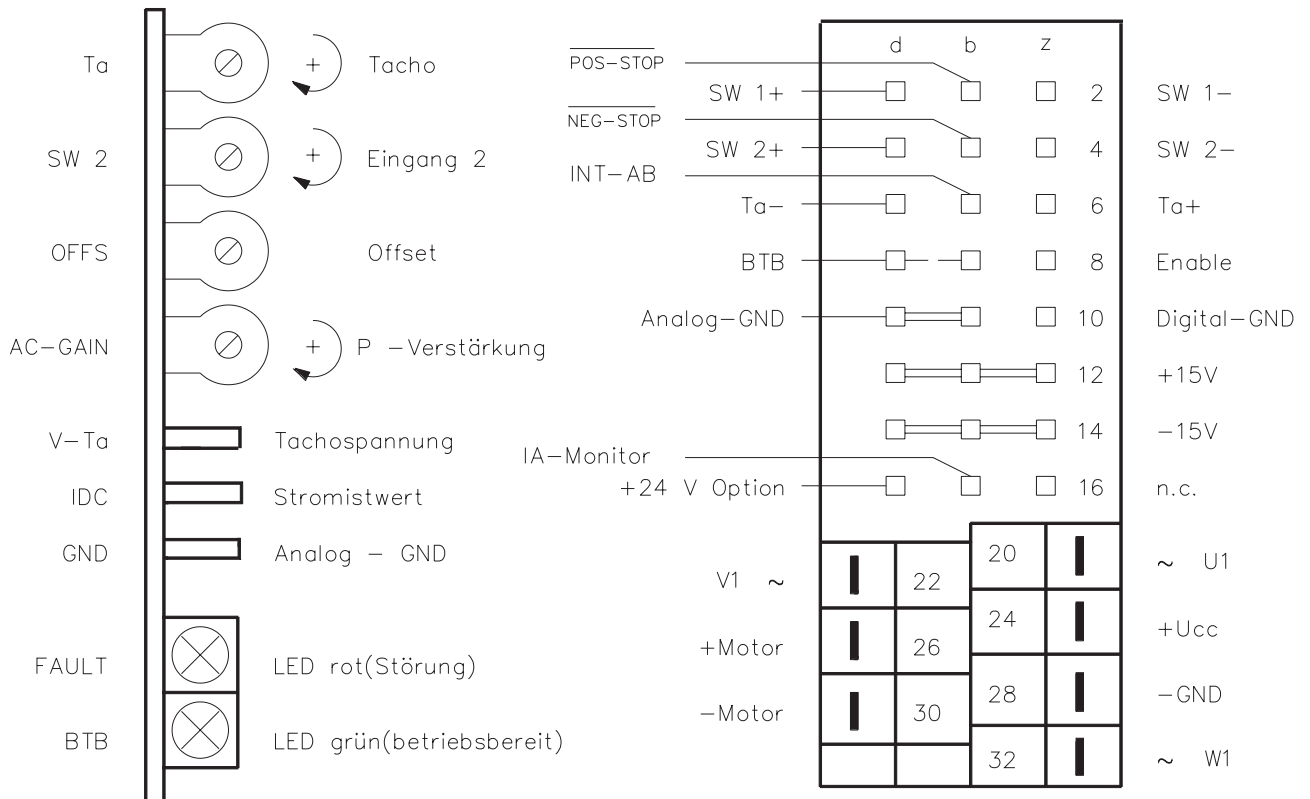 Ta Tacho
SW 2 Eingang 2
OFFS Offset
AC-GAIN P -Verstärkung
V-Ta Tachospannung
IDC Stromistwert
GND Analog - GND
FAULT LED rot(Störung)
BTB LED grün(betriebsbereit)
d b z
POS-STOP
SW 1+ 2 SW 1-
NEG-STOP
SW 2+ 4 SW 2-
INT-AB
Ta- 6 Ta+
BTB 8 Enable
Analog-GND 10 Digital-GND
12 +15V
14 -15V
IA-Monitor
+24 V Option 16 n.c.
20 ~ U1
V1 ~ 22
24 +Ucc
+Motor 26
28 -GND
-Motor 30
32 ~ W1